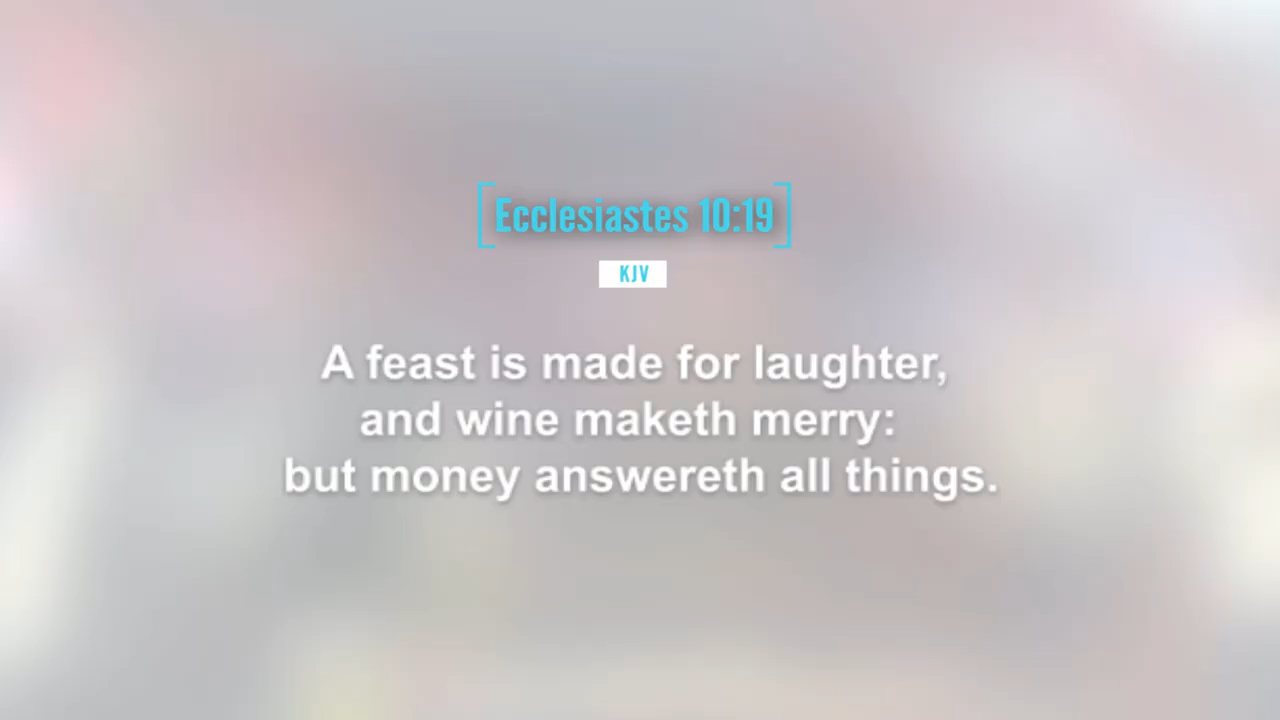 [Ecclesiastes 10:19]
KJV
A feast is made for laughter,
and wine maketh merry:
but money answereth all things.